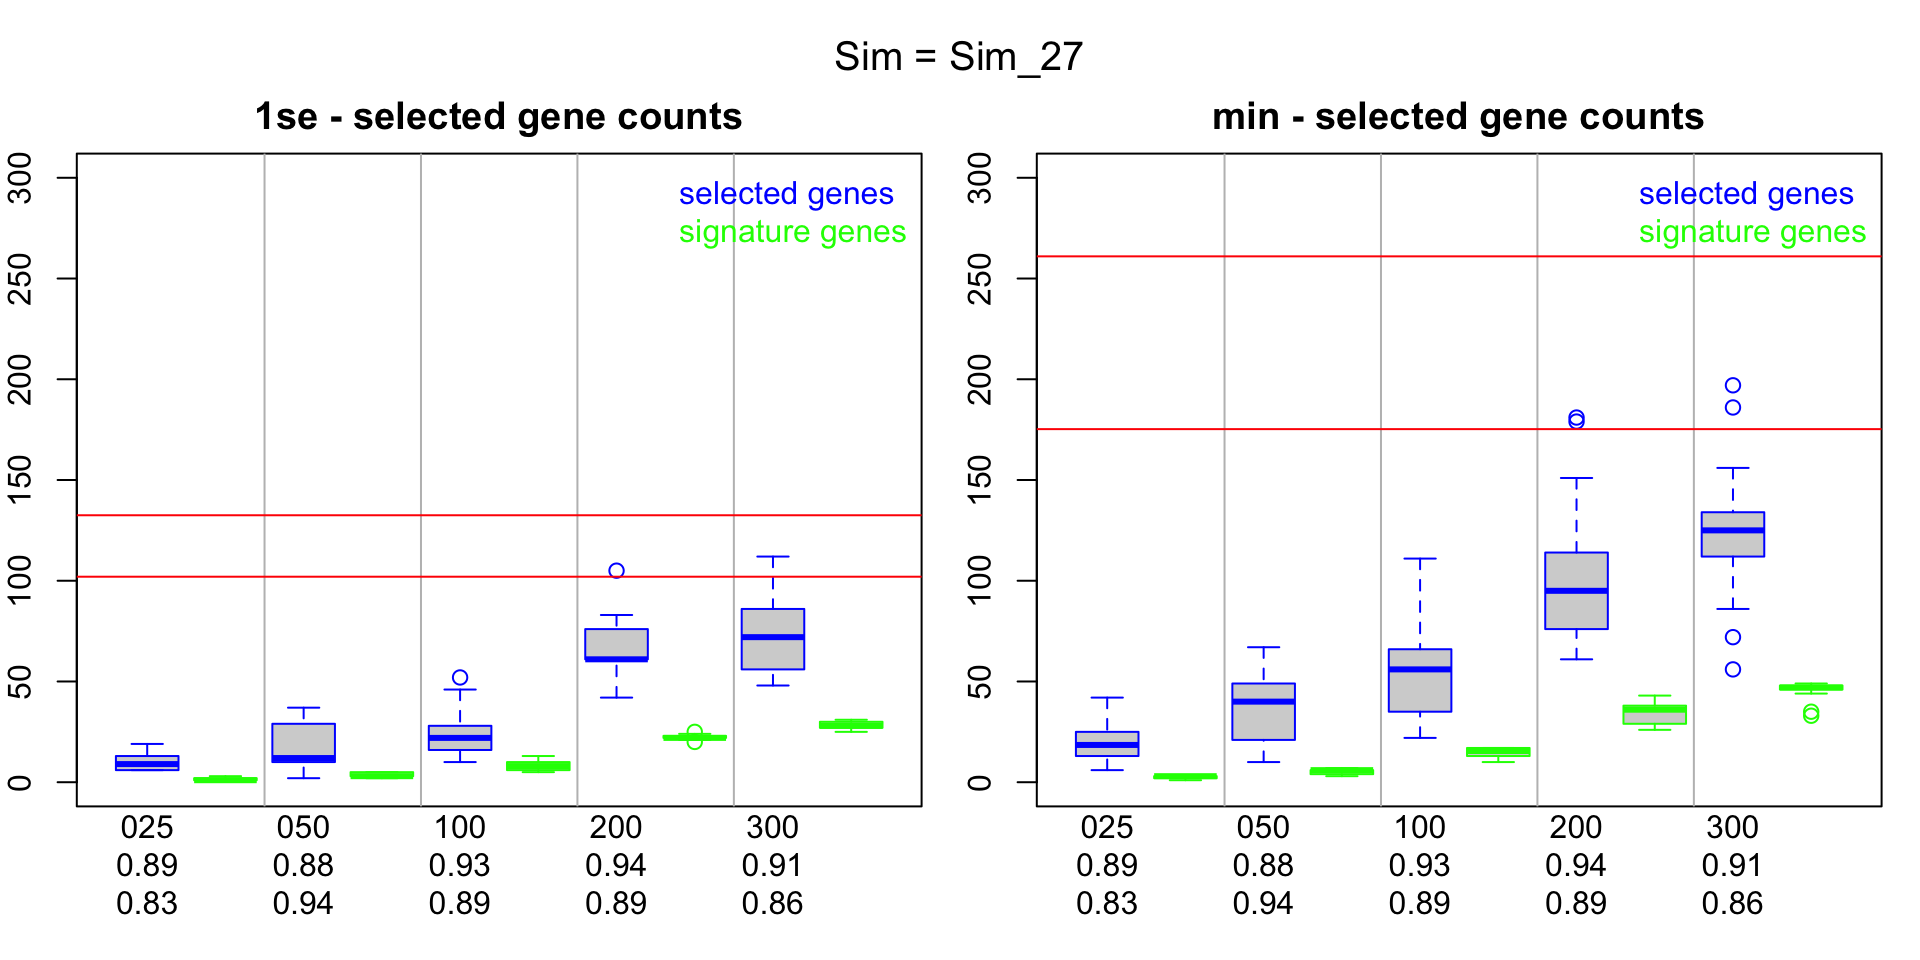 Sim = Sim_27
1se - selected gene counts
selected genes
signature genes
300
250
200
150
100
50
0
025 050 100 200 300
0.89 0.88 0.93 0.94 0.91
0.83 0.94 0.89 0.89 0.86
min - selected gene counts
selected genes
signature genes
300
250
200
150
100
50
0
025 050 100 200 300
0.89 0.88 0.93 0.94 0.91
0.83 0.94 0.89 0.89 0.86